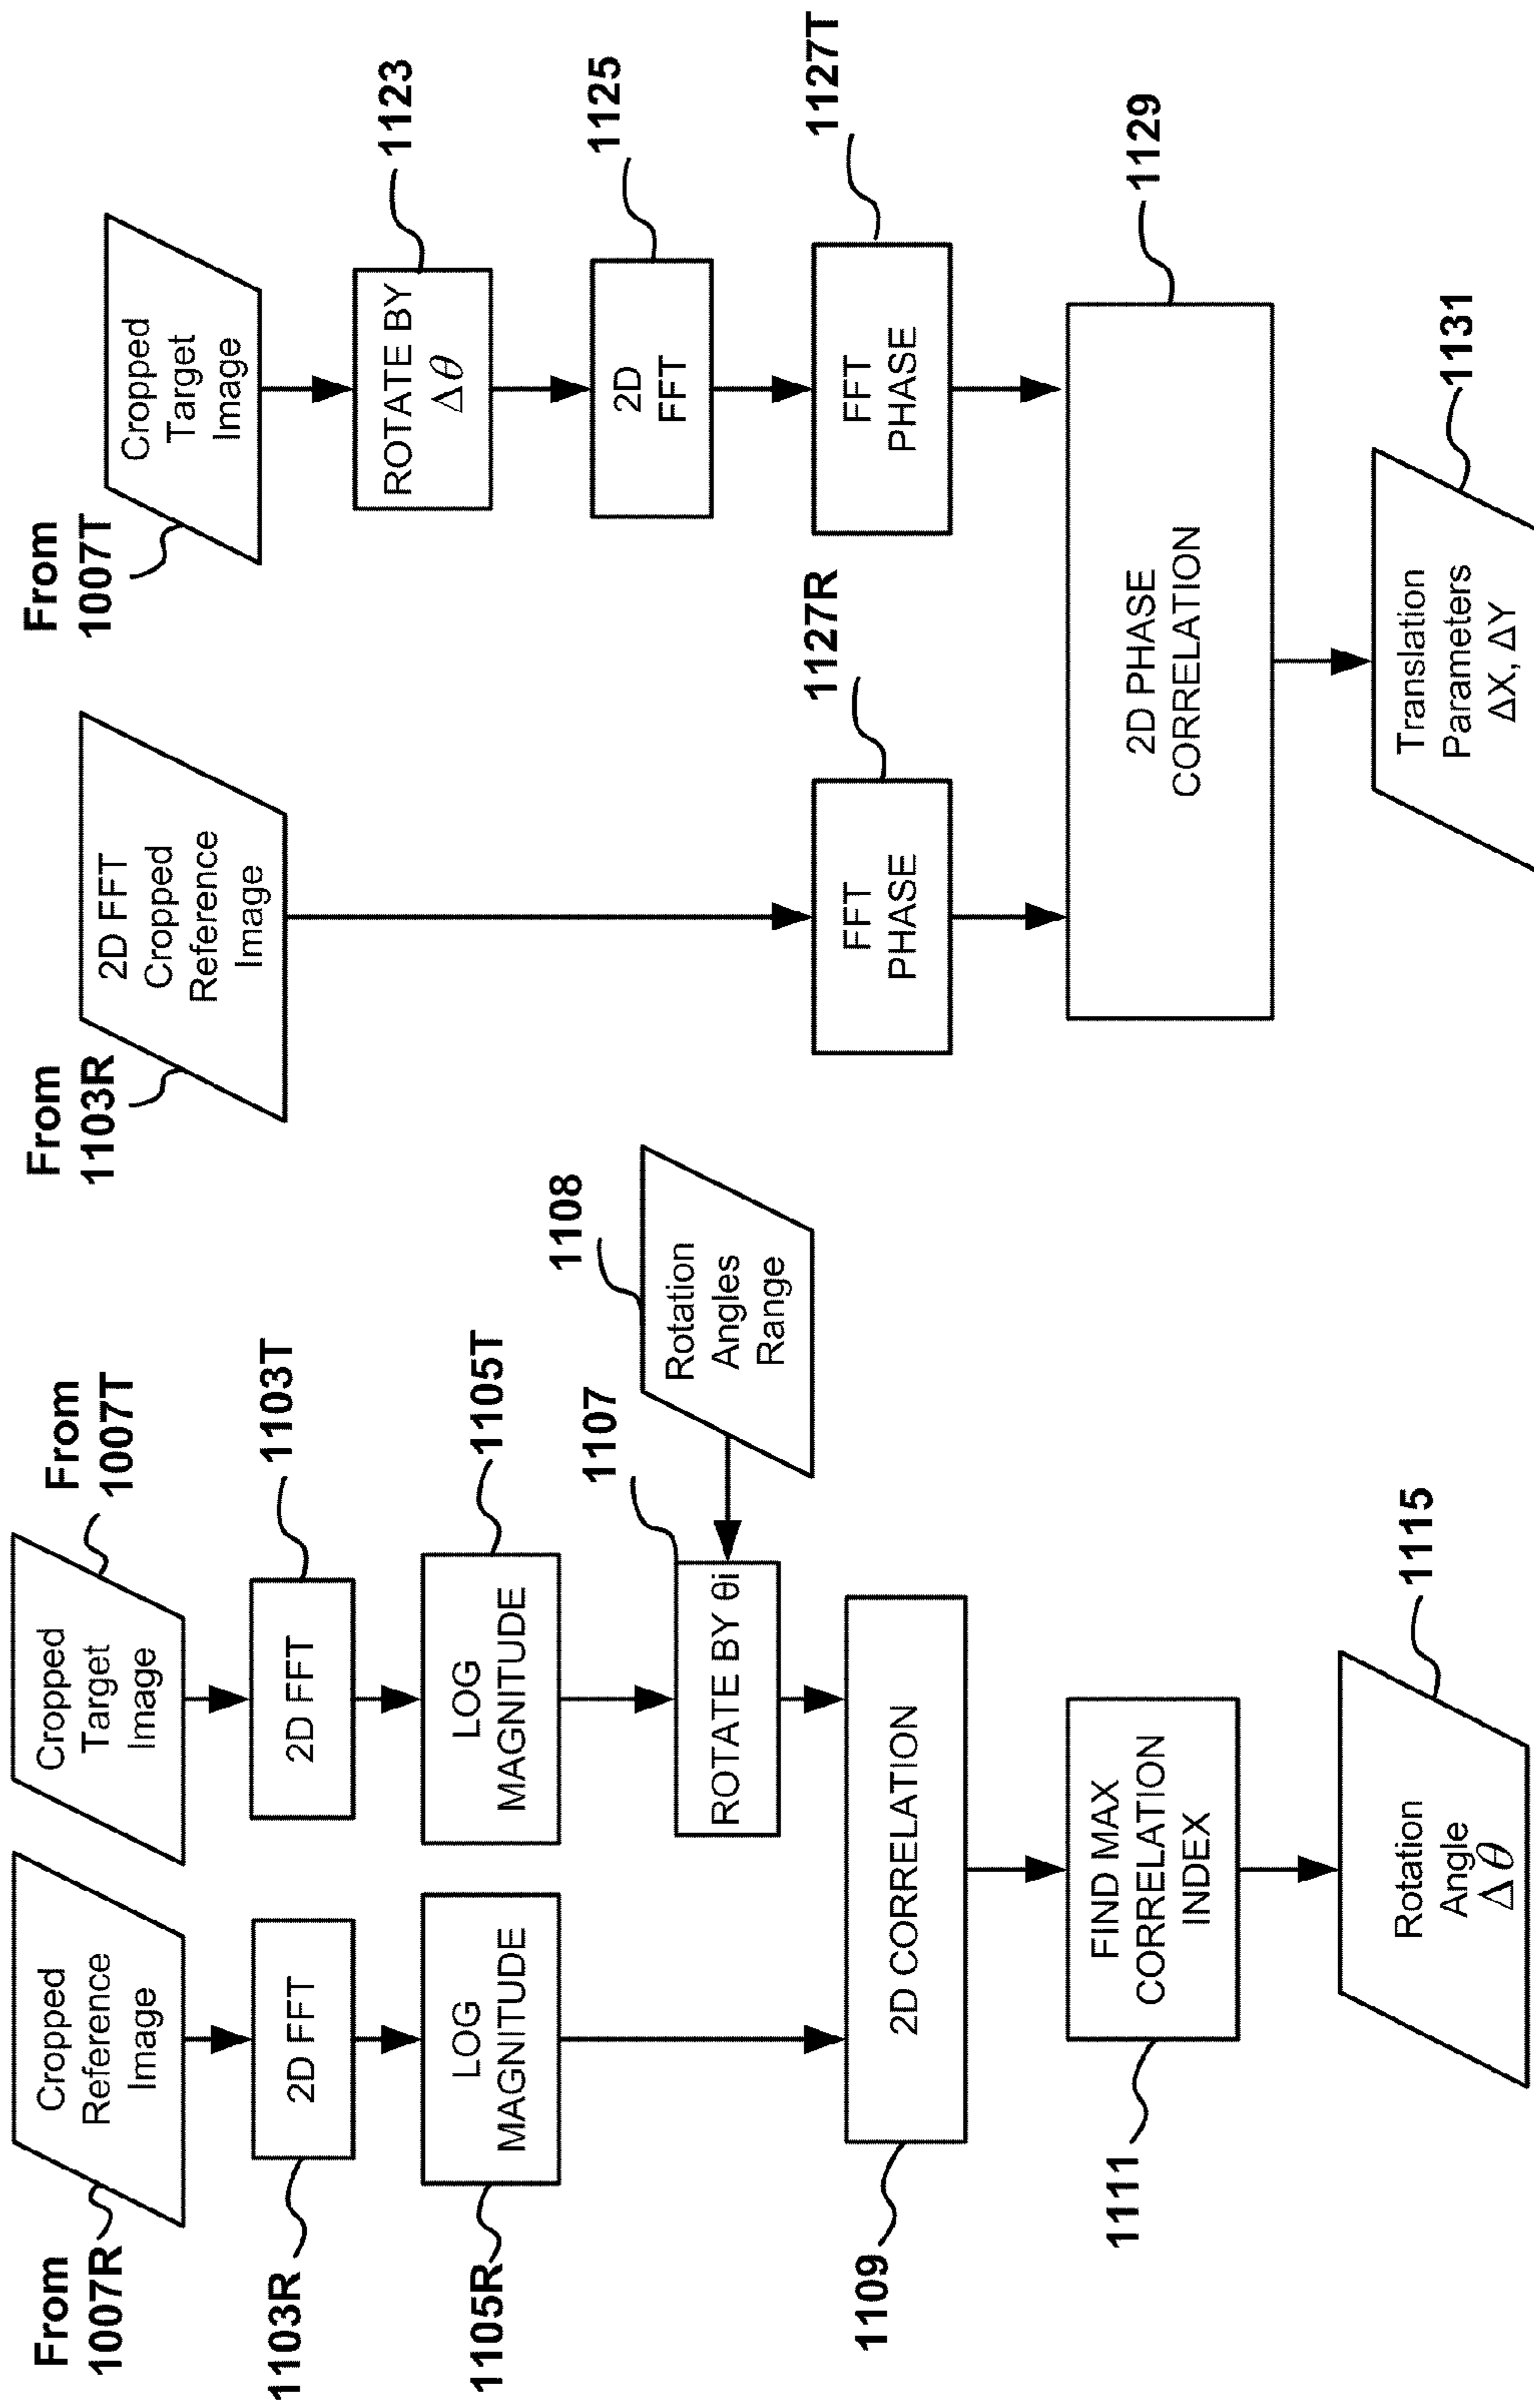 From
1007R
Cropped
Reference
Image
From
1007T
Cropped
Target
Image
1103R
2D FFT
2D FFT
1103T
1105R
LOG
MAGNITUDE
LOG
MAGNITUDE
1105T
1107
ROTATE BY θi
1108
Rotation
Angles
Range
1109
2D CORRELATION
1111
FIND MAX
CORRELATION
INDEX
Rotation
Angle
Δθ
1115
From
1103R
2D FFT
Cropped
Reference
Image
From
1007T
Cropped
Target
Image
ROTATE BY
Δθ
1123
2D
FFT
1125
FFT
PHASE
1127R
FFT
PHASE
1127T
2D PHASE
CORRELATION
1129
Translation
Parameters
ΔX, ΔY
1131